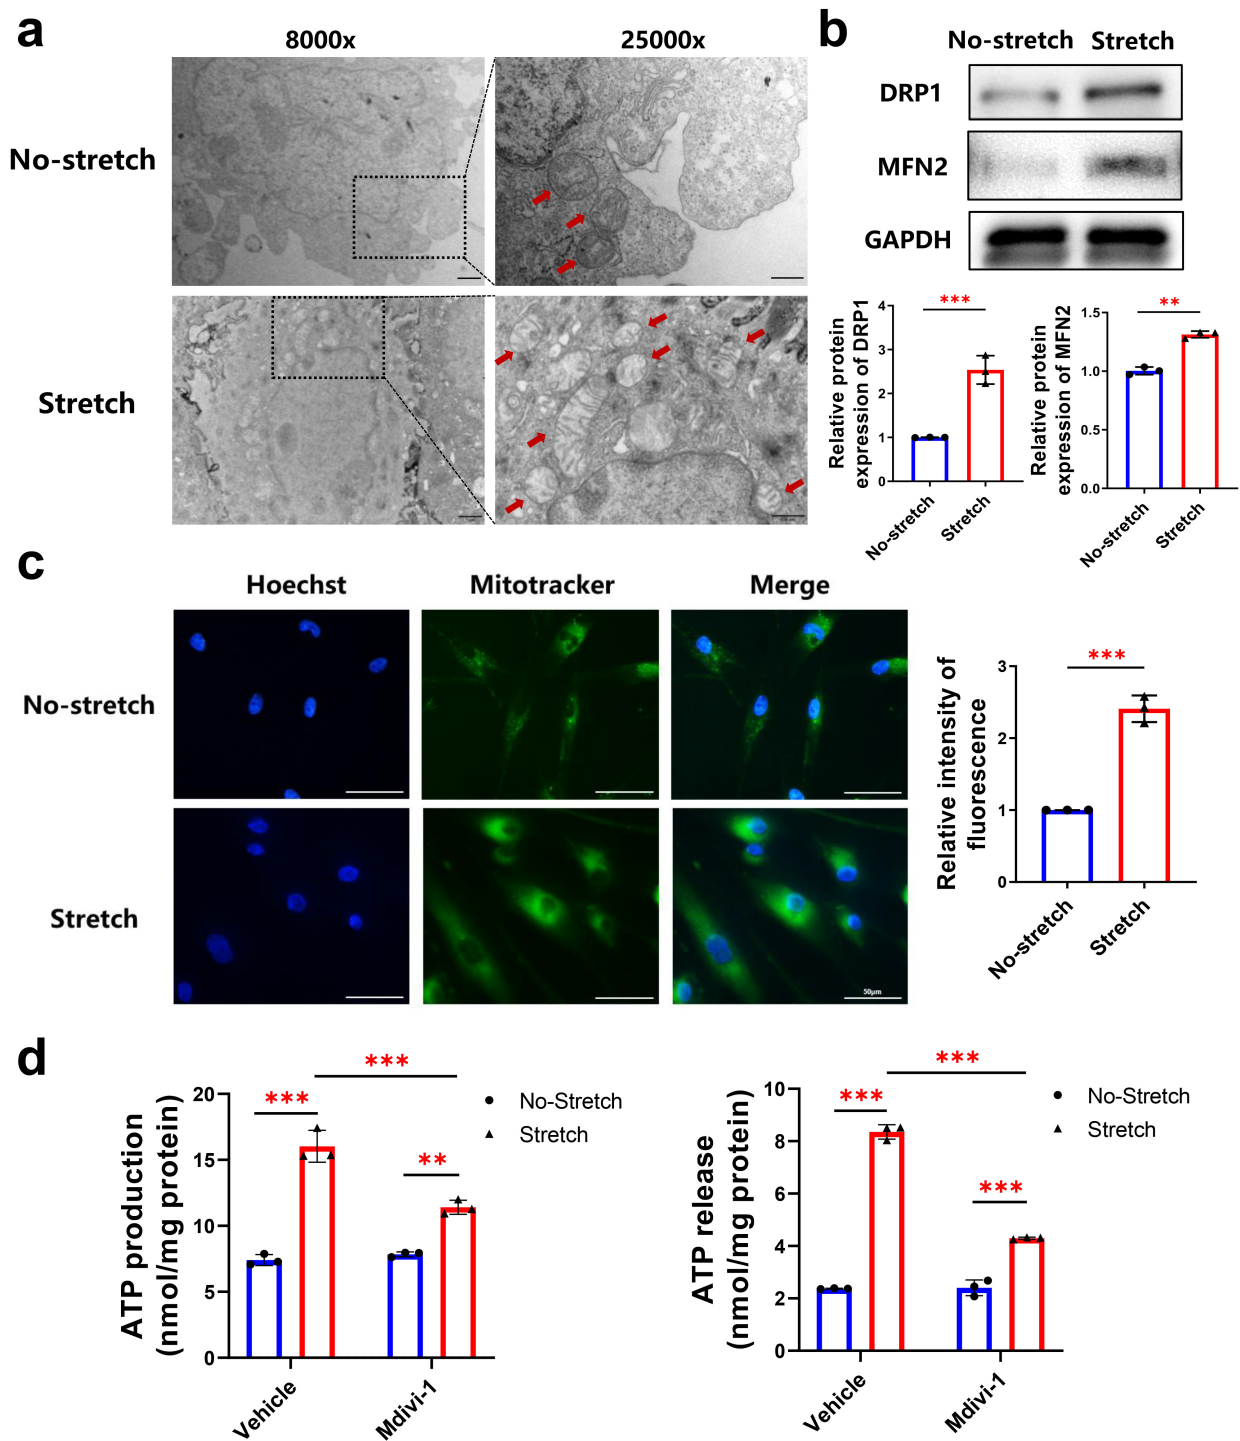 a
8000x
25000x
No-stretch
Stretch
b
No-stretch Stretch
DRP1
MFN2
GAPDH
Relative protein
expression of DRP1
4
3
2
1
0
***
No-stretch
Stretch
Relative protein
expression of MFN2
1.5
1.0
0.5
0.0
**
No-stretch
Stretch
c
Hoechst
Mitotracker
Merge
No-stretch
Stretch
50μm
Relative intensity of
fluorescence
3
2
1
0
***
No-stretch
Stretch
d
ATP production
(nmol/mg protein)
20
15
10
5
0
***
***
**
No-Stretch
Stretch
Vehicle
Mdivi-1
ATP release
(nmol/mg protein)
10
8
6
4
2
0
***
***
***
No-Stretch
Stretch
Vehicle
Mdivi-1